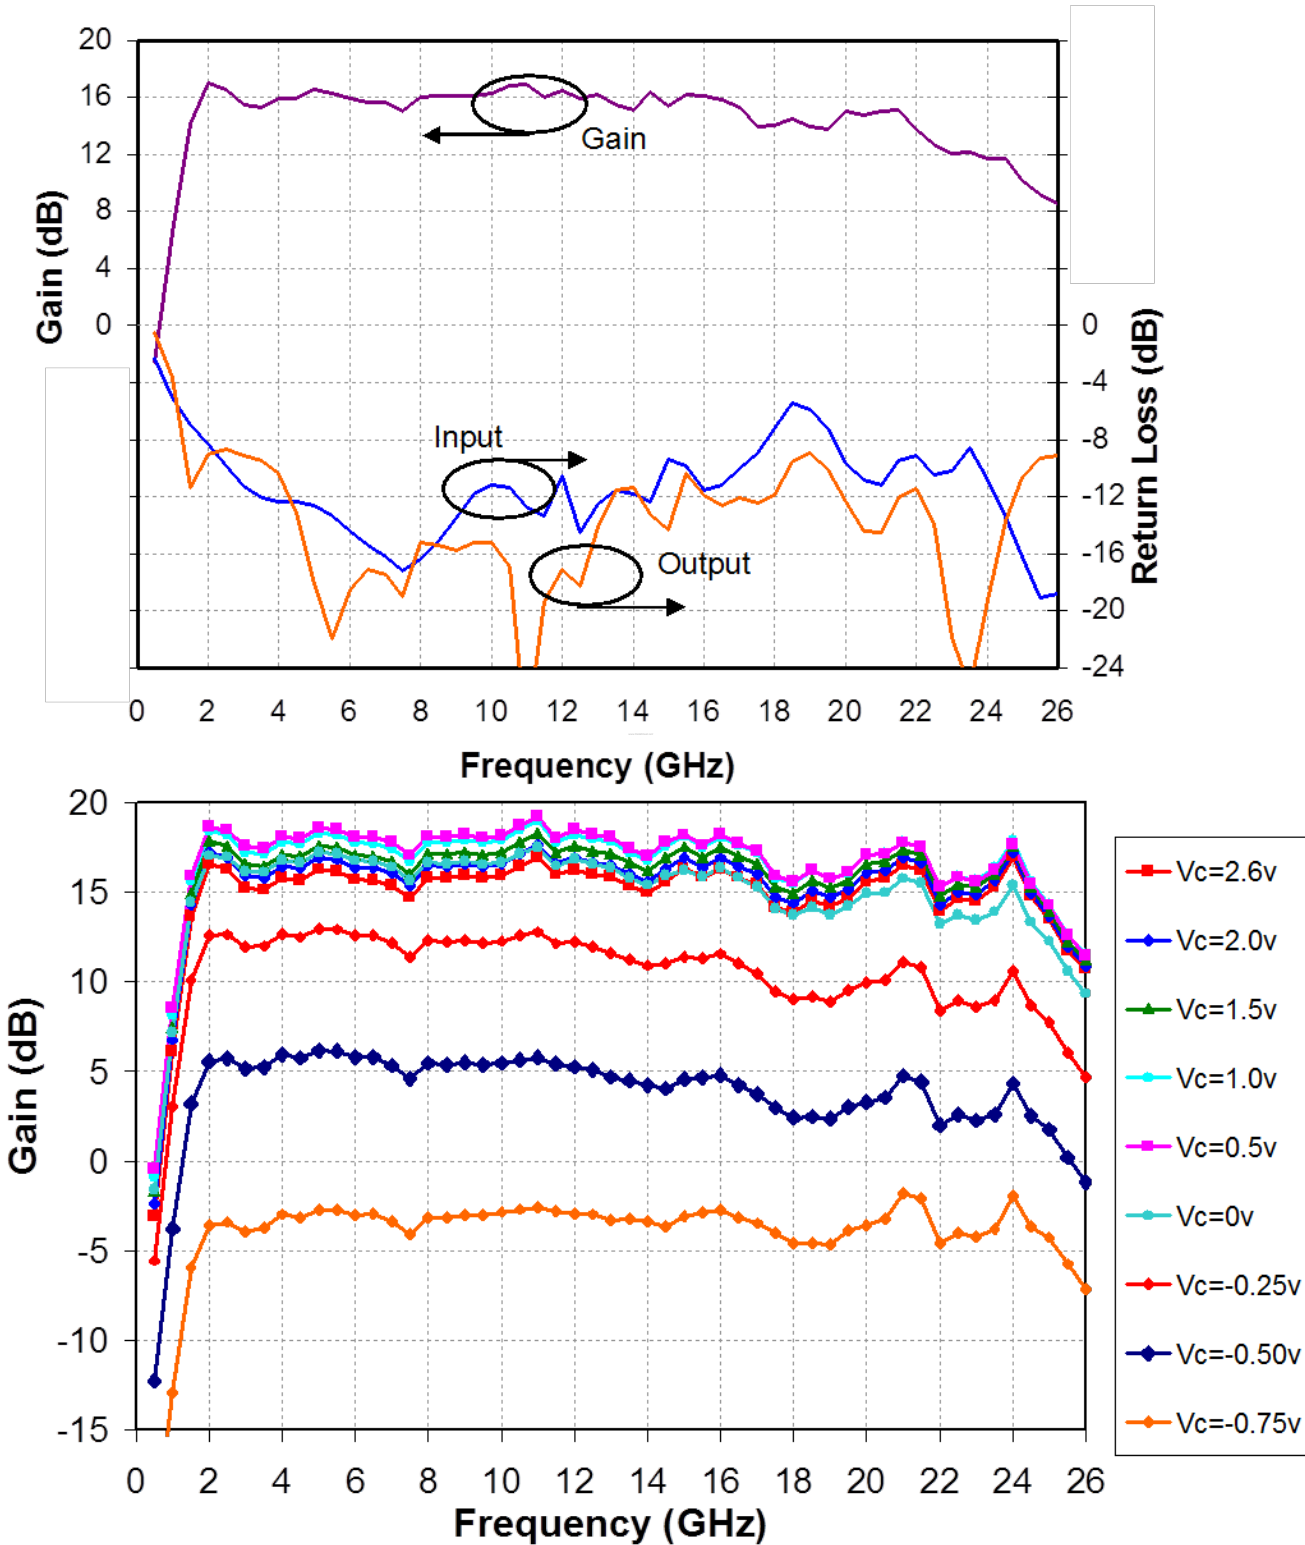 20
16
12
8
4
0
Gain (dB)
Gain
Input
Output
0
-4
-8
-12
-16
-20
-24
Return Loss (dB)
0 2 4 6 8 10 12 14 16 18 20 22 24 26
Frequency (GHz)
20
15
10
5
0
-5
-10
-15
Gain (dB)
0 2 4 6 8 10 12 14 16 18 20 22 24 26
Frequency (GHz)
Vc=2.6v
Vc=2.0v
Vc=1.5v
Vc=1.0v
Vc=0.5v
Vc=0v
Vc=-0.25v
Vc=-0.50v
Vc=-0.75v